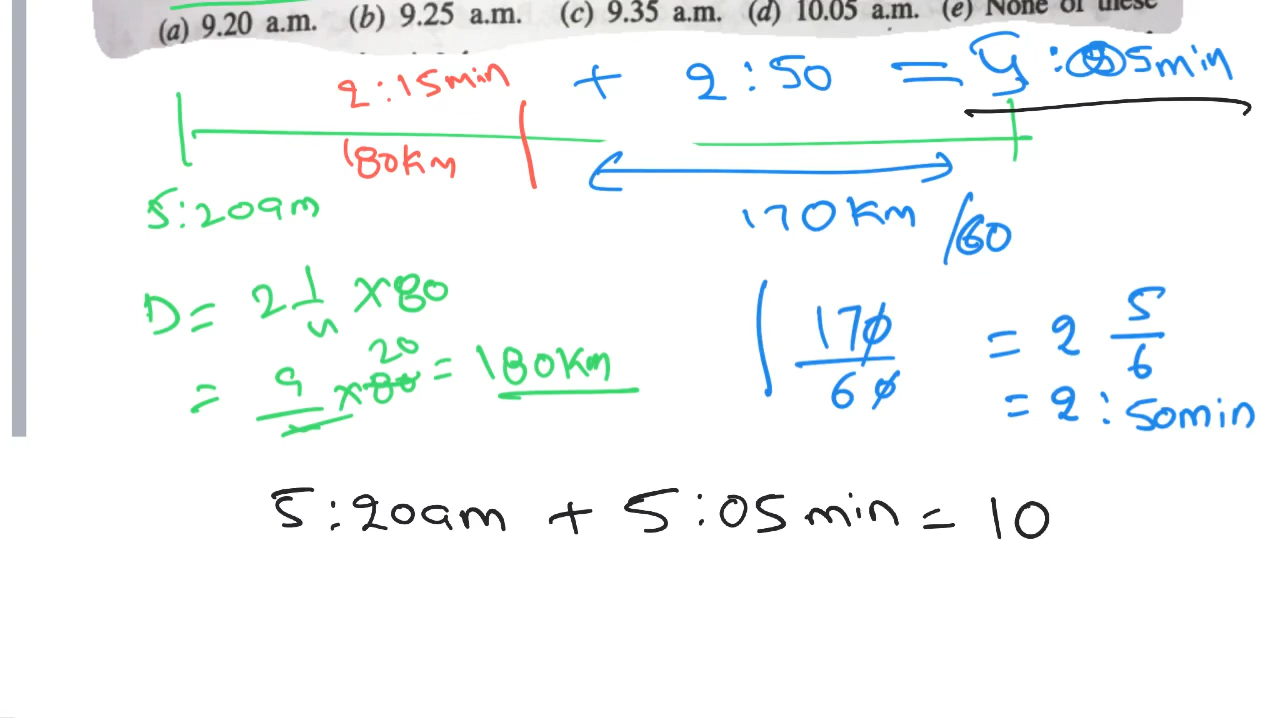 (a) 9.20 a.m. (b) 9.25 a.m. (c) 9.35 a.m. (d) 10.05 a.m. (e) None of these
2:15min + 2:50 = 5:05min
180km
5:20am
170km /60
D = 2 1/4 x 80
= 9 x 80 20 = 180km
170/60 = 2 5/6
= 2:50min
5:20am + 5:05min = 10